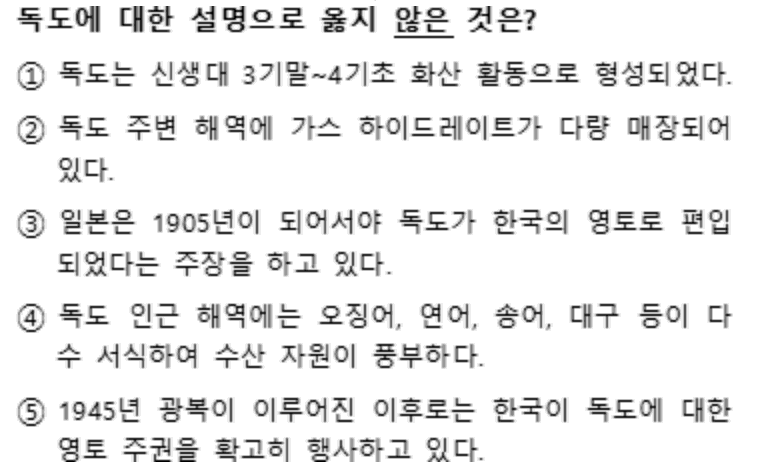 독도에 대한 설명으로 옳지 않은 것은?
① 독도는 신생대 3기말~4기초 화산 활동으로 형성되었다.
② 독도 주변 해역에 가스 하이드레이트가 다량 매장되어
있다.
③ 일본은 1905년이 되어서야 독도가 한국의 영토로 편입
되었다는 주장을 하고 있다.
④ 독도 인근 해역에는 오징어, 연어, 송어, 대구 등이 다
수 서식하여 수산 자원이 풍부하다.
⑤ 1945년 광복이 이루어진 이후로는 한국이 독도에 대한
영토 주권을 확고히 행사하고 있다.